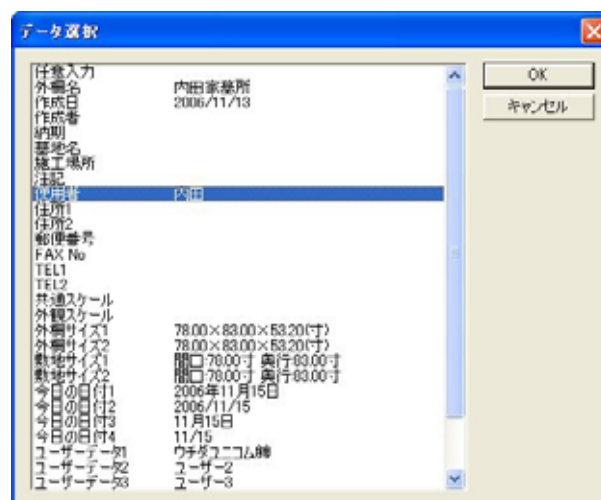 データ選択
任意入力
外柵名 内田家墓所
作成日 2006/11/13
作成者
納期
墓地名
施工場所
注記
使用者 内田
住所1
住所2
郵便番号
FAX No
TEL1
TEL2
共通スケール
外観スケール
外柵サイズ1 78.00×83.00×53.20(寸)
外柵サイズ2 78.00×83.00×53.20(寸)
敷地サイズ1 間口:78.00寸 奥行:83.00寸
敷地サイズ2 間口:78.00寸 奥行:83.00寸
今日の日付1 2006年11月15日
今日の日付2 2006/11/15
今日の日付3 11月15日
今日の日付4 11/15
ユーザーデータ1 ウチダユニコム㈱
ユーザーデータ2 ユーザー2
ユーザーデータ3 ユーザー3
OK
キャンセル